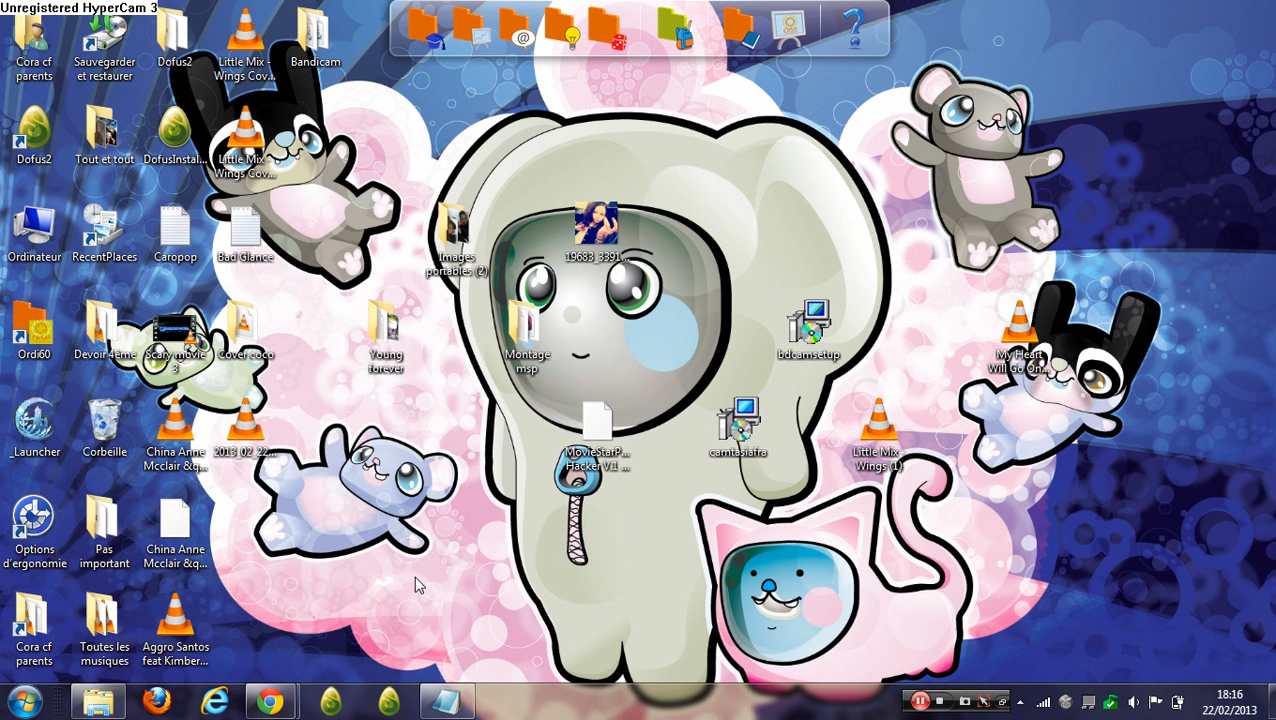 Unregistered HyperCam 3
Cora cf
parents
Sauvegarder
et restaurer
Dofus2
Little Mix -
Wings Cov...
Bandicam
Dofus2
Tout et tout
DofusInstal...
Little Mix -
Wings Cov...
Ordinateur
RecentPlaces
Caropop
Bad Glance
Images
portables (2)
19683_3391...
Ordi60
Devoir 4eme
Scary movie
3
Cover coco
Young
forever
Montage
msp
bdcamsetup
My Heart
Will Go On...
_Launcher
Corbeille
China Anne
Mcclair &q...
2013_02_22...
MovieStarP...
Hacker V.1 ...
camtasiafra
Little Mix -
Wings (1)
Options
d'ergonomie
Pas
important
China Anne
Mcclair &q...
Cora cf
parents
Toutes les
musiques
Aggro Santos
feat Kimber...
18:16
22/02/2013